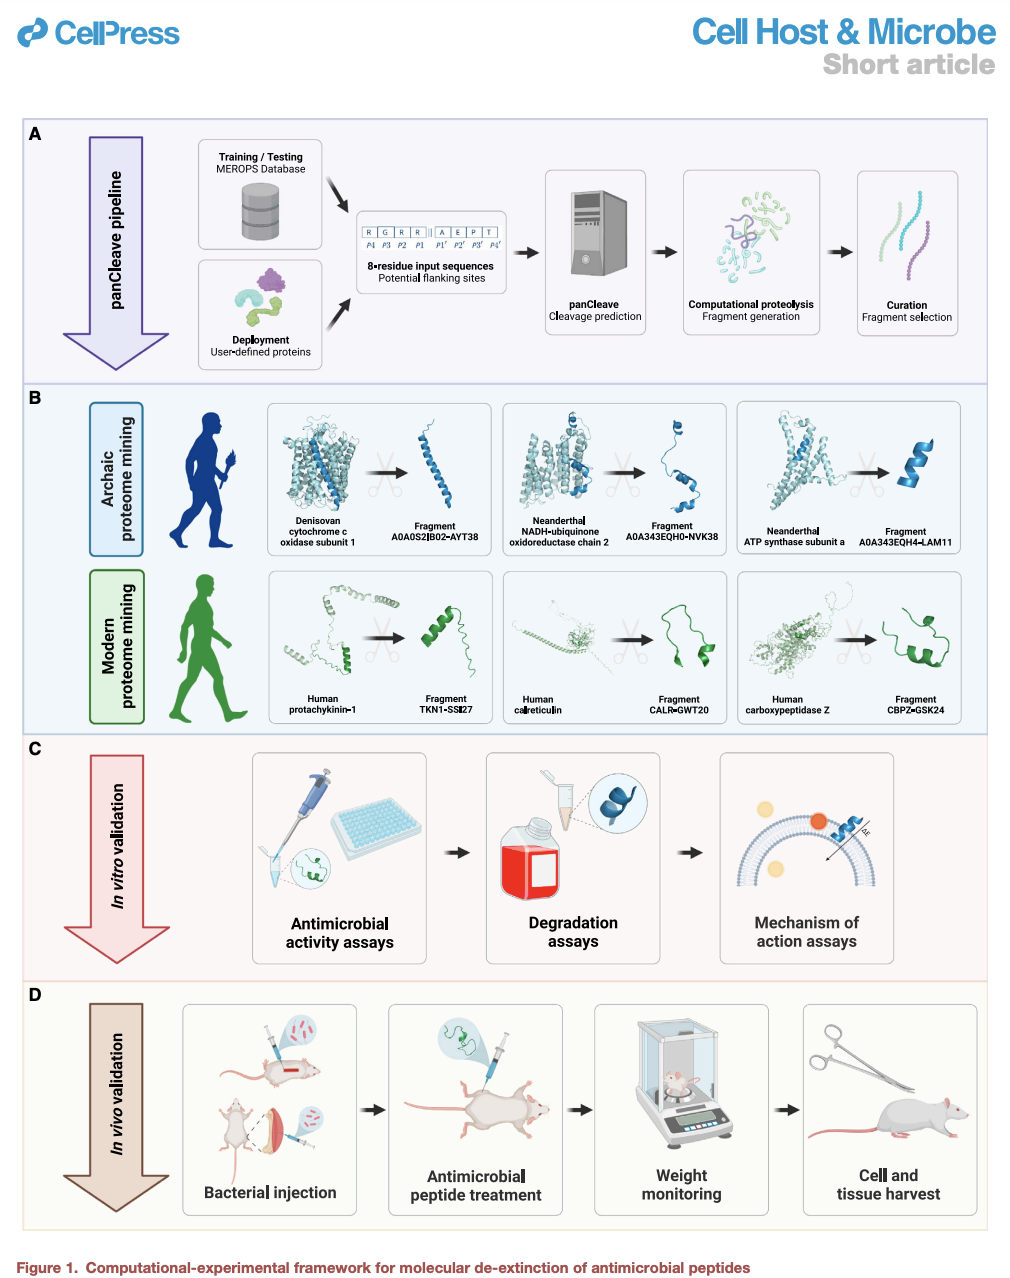 CellPress
Cell Host & Microbe
Short article
A
panCleave pipeline
Training / Testing
MEROPS Database
Deployment
User-defined proteins
R G R R || A E P T
P4 P3 P2 P1 P1' P2' P3' P4'
8-residue input sequences
Potential flanking sites
panCleave
Cleavage prediction
Computational proteolysis
Fragment generation
Curation
Fragment selection
B
Archaic
proteome mining
Denisovan
cytochrome c
oxidase subunit 1
Fragment
A0A0S2IB02-AYT38
Neanderthal
NADH-ubiquinone
oxidoreductase chain 2
Fragment
A0A343EQH0-NVK38
Neanderthal
ATP synthase subunit a
Fragment
A0A343EQH4-LAM11
Modern
proteome mining
Human
protachykinin-1
Fragment
TKN1-SSI27
Human
calreticulin
Fragment
CALR-GWT20
Human
carboxypeptidase Z
Fragment
CBPZ-GSK24
C
In vitro validation
Antimicrobial
activity assays
Degradation
assays
ΔE
Mechanism of
action assays
D
In vivo validation
Bacterial injection
Antimicrobial
peptide treatment
Weight
monitoring
Cell and
tissue harvest
Figure 1. Computational-experimental framework for molecular de-extinction of antimicrobial peptides